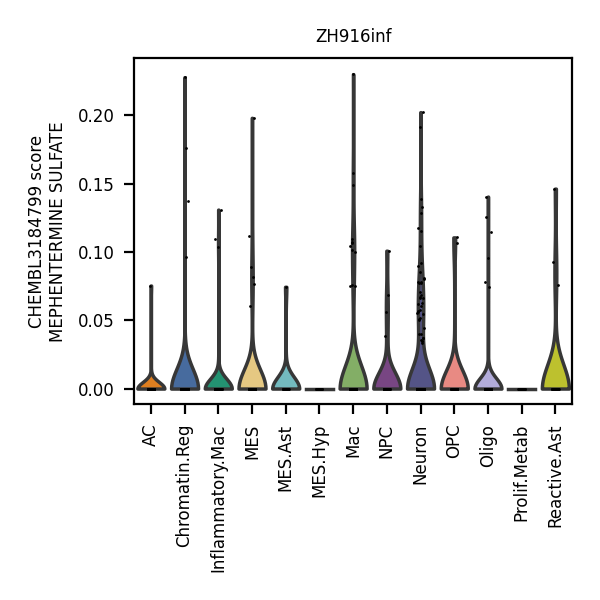 ZH916inf
CHEMBL3184799 score
MEPHENTERMINE SULFATE
0.20
0.15
0.10
0.05
0.00
AC
Chromatin.Reg
Inflammatory.Mac
MES
MES.Ast
MES.Hyp
Mac
NPC
Neuron
OPC
Oligo
Prolif.Metab
Reactive.Ast